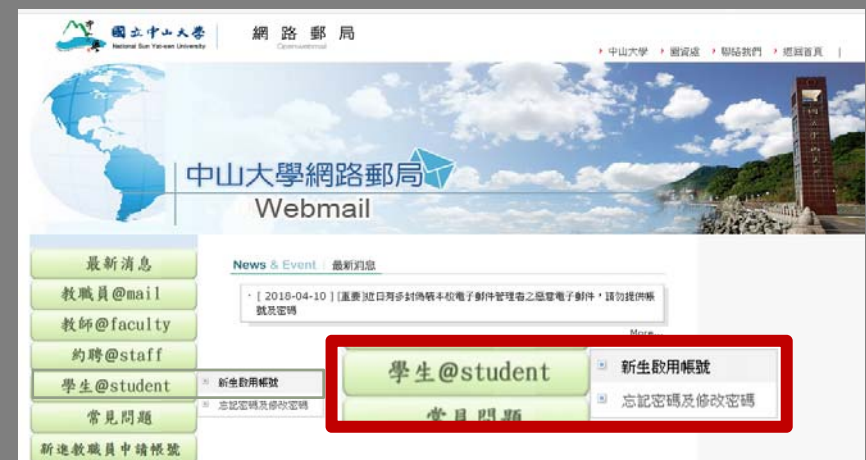 國立中山大學
National Sun Yat-sen University
網路郵局
Openwebmail
中山大學
圖資處
聯絡我們
返回首頁
中山大學網路郵局
Webmail
最新消息
教職員@mail
教師@faculty
約聘@staff
學生@student
常見問題
新進教職員申請帳號
News & Event
最新消息
[ 2018-04-10 ] [重要]近日有多封偽裝本校電子郵件管理者之惡意電子郵件，請勿提供帳
號及密碼
More...
新生啟用帳號
忘記密碼及修改密碼
學生@student
常見問題
新生啟用帳號
忘記密碼及修改密碼